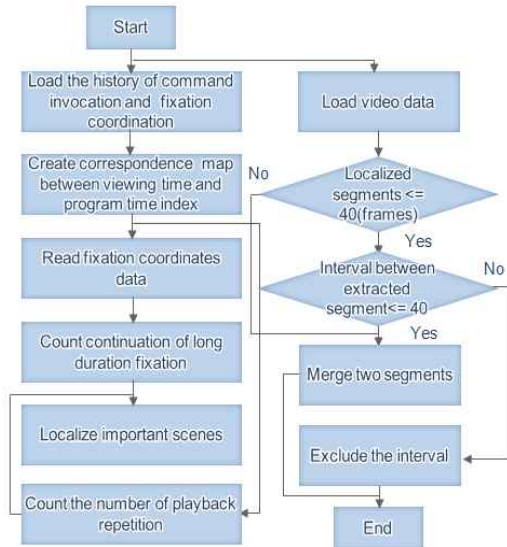 Start
Load the history of command
invocation and fixation
coordination
Load video data
Create correspondence map
between viewing time and
program time index
No
Localized
segments <=
40(frames)
Yes
Read fixation coordinates
data
Interval between
extracted
segment<= 40
No
Yes
Count continuation of long
duration fixation
Merge two segments
Localize important scenes
Exclude the interval
Count the number of playback
repetition
End